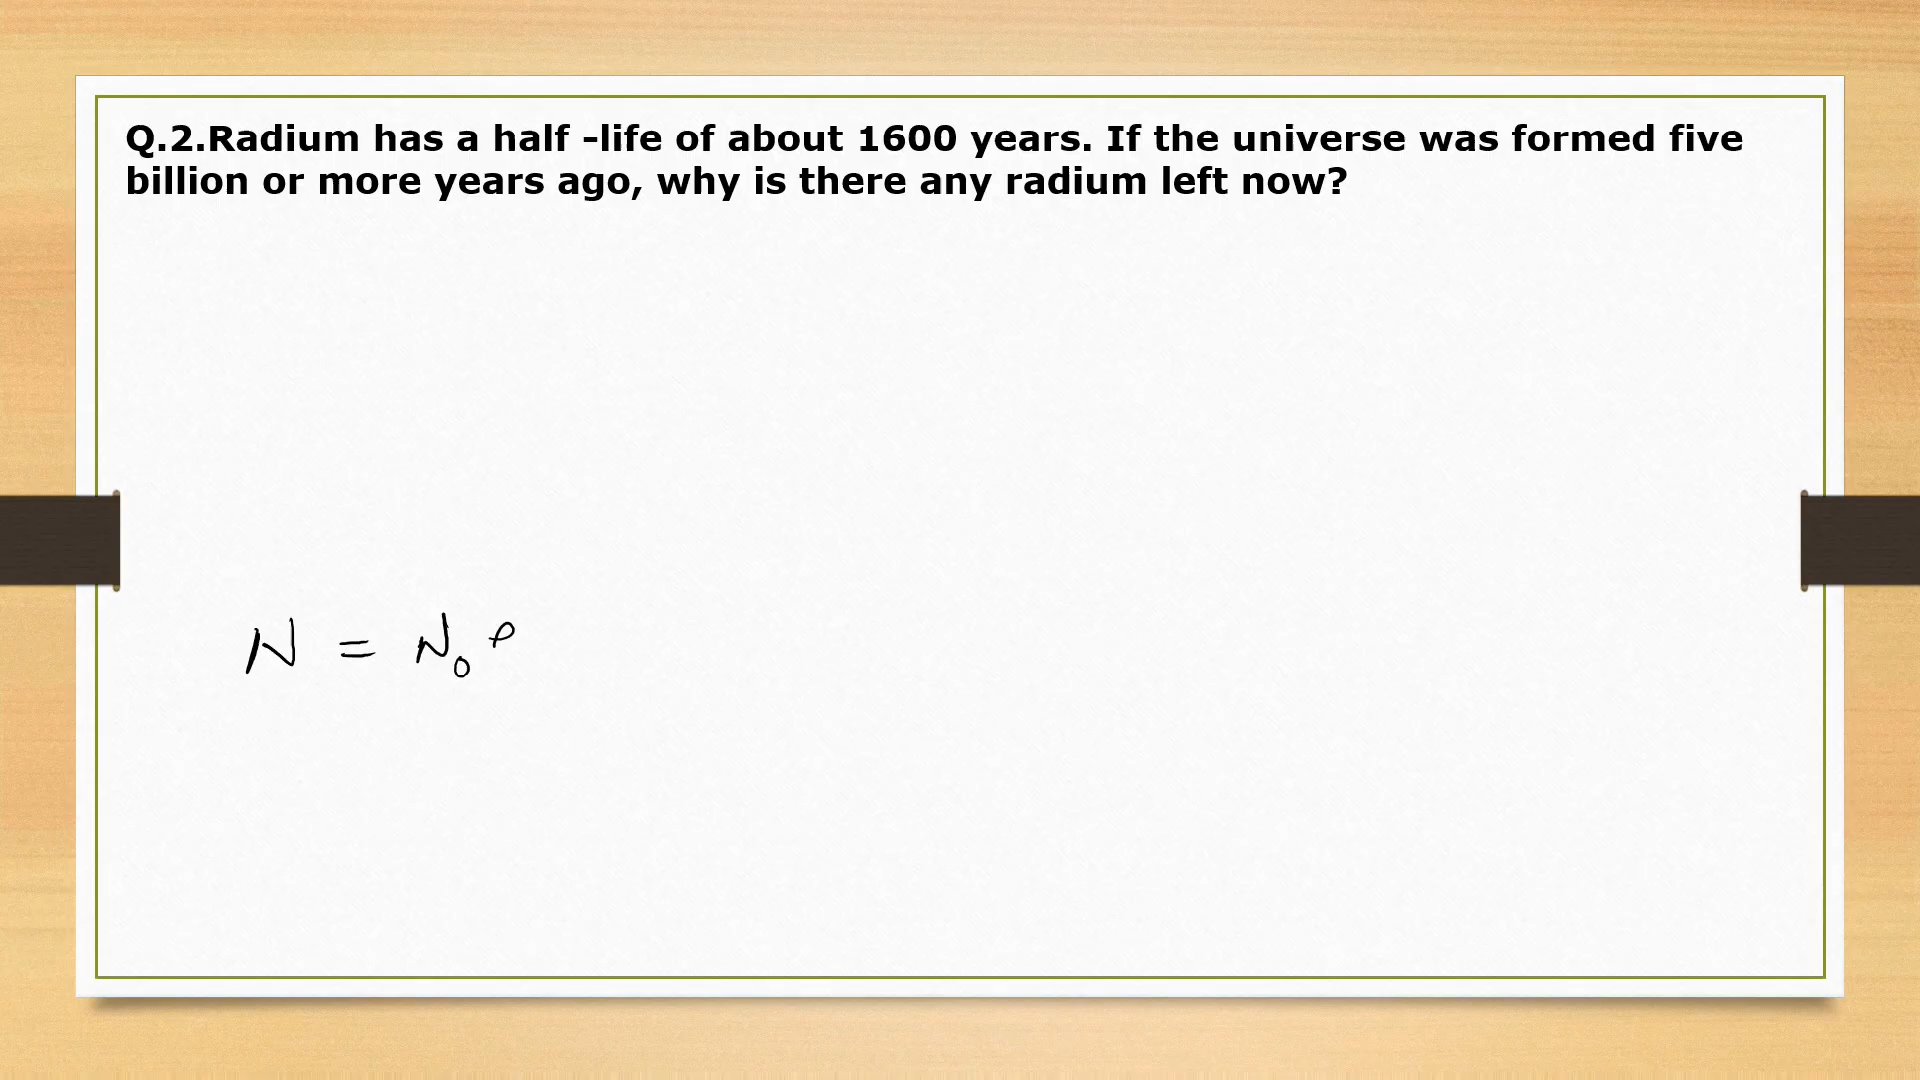 Q.2.Radium has a half -life of about 1600 years. If the universe was formed five
billion or more years ago, why is there any radium left now?
N = N₀ e